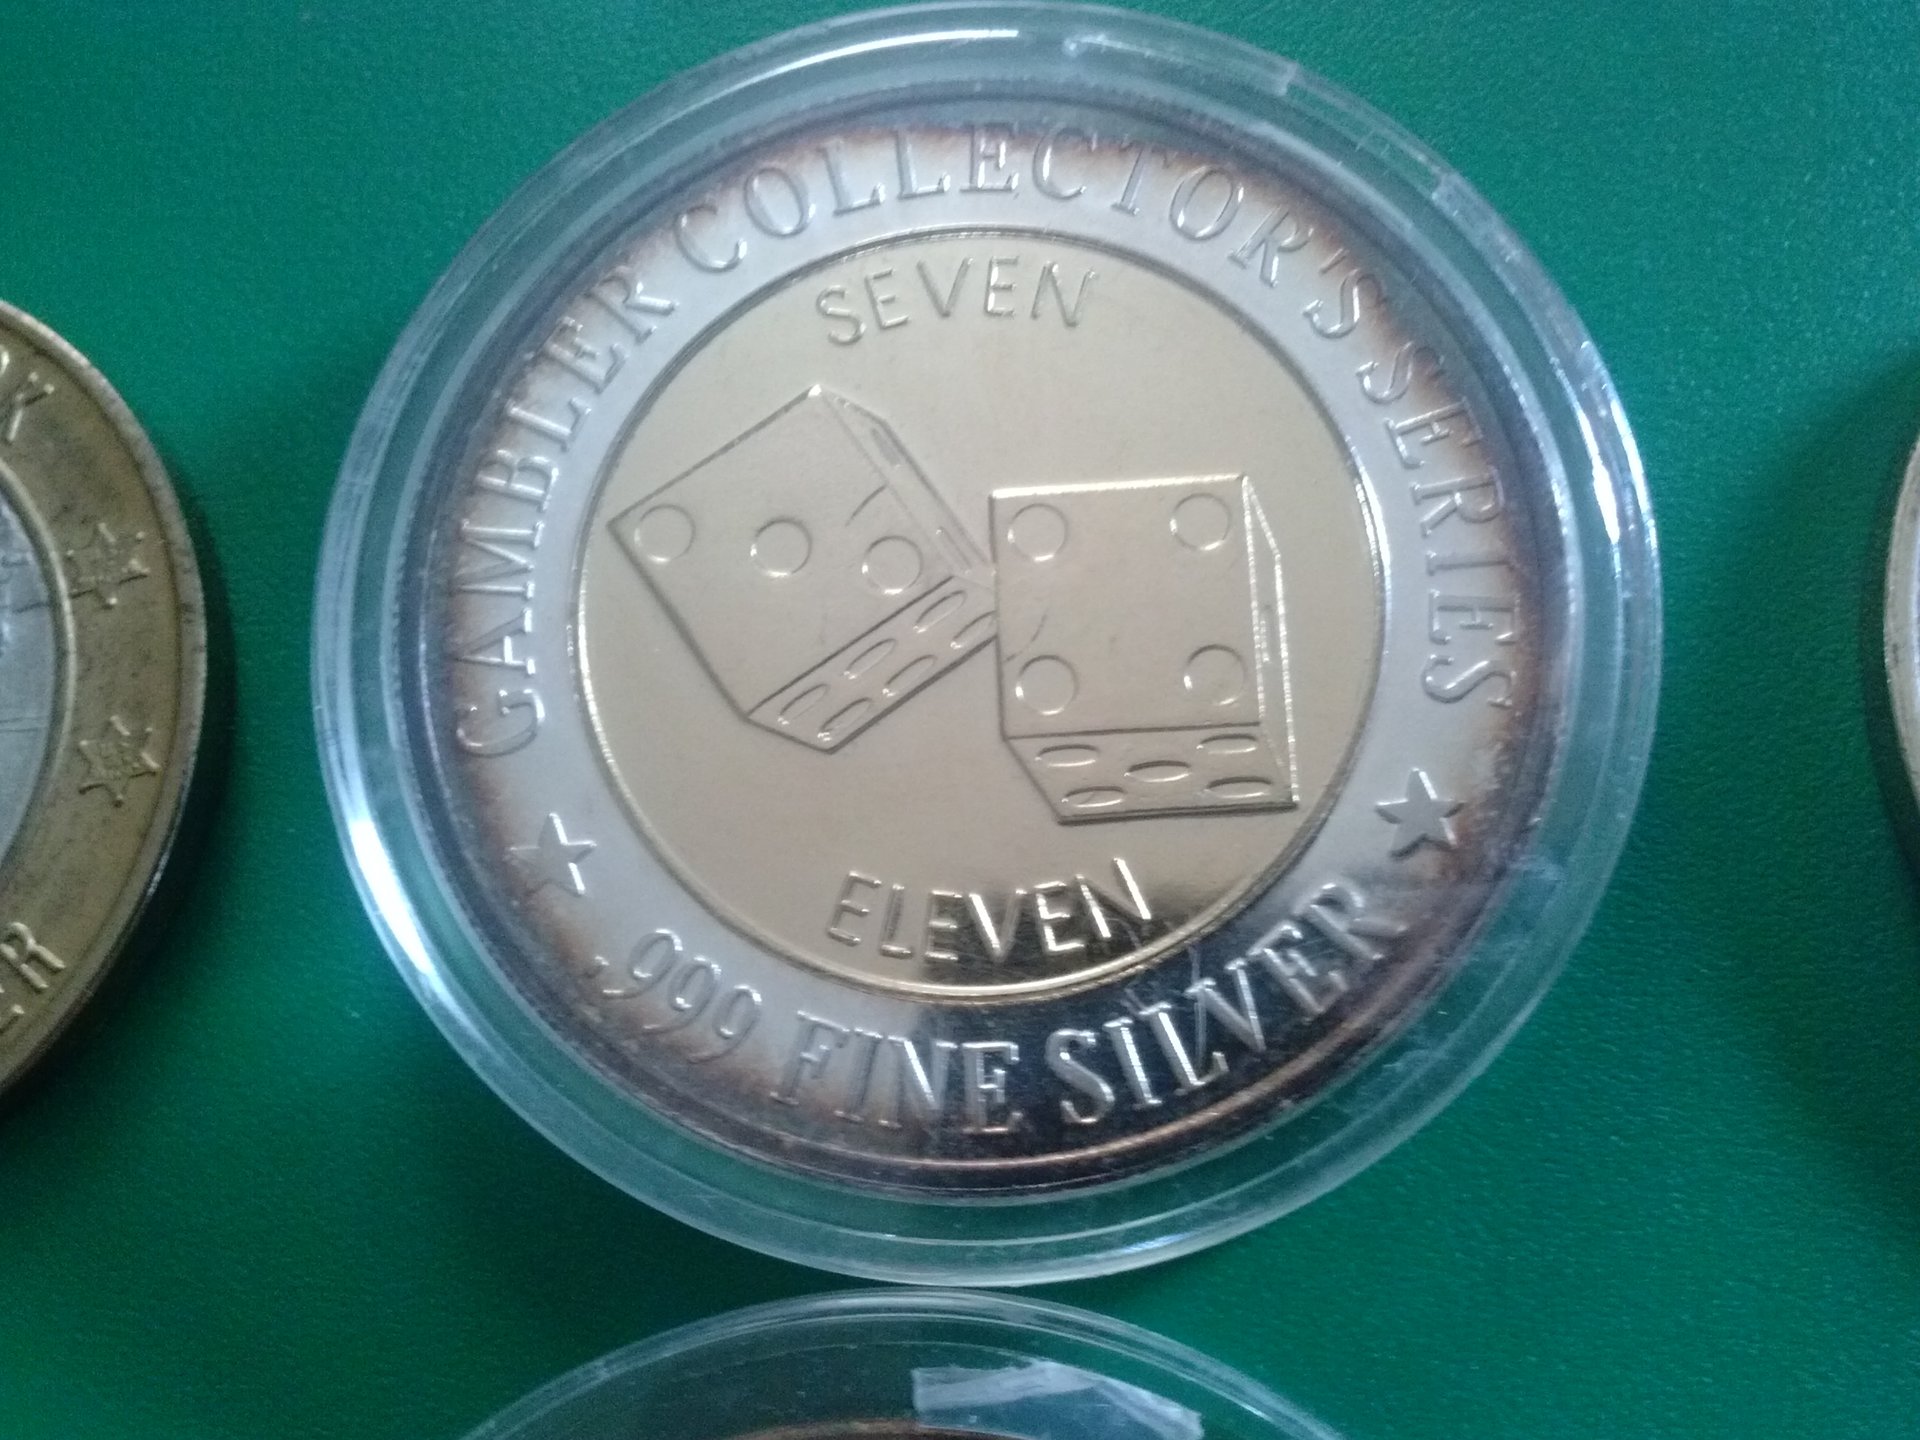 GAMBLER COLLECTOR'S SERIES
SEVEN
ELEVEN
.999 FINE SILVER